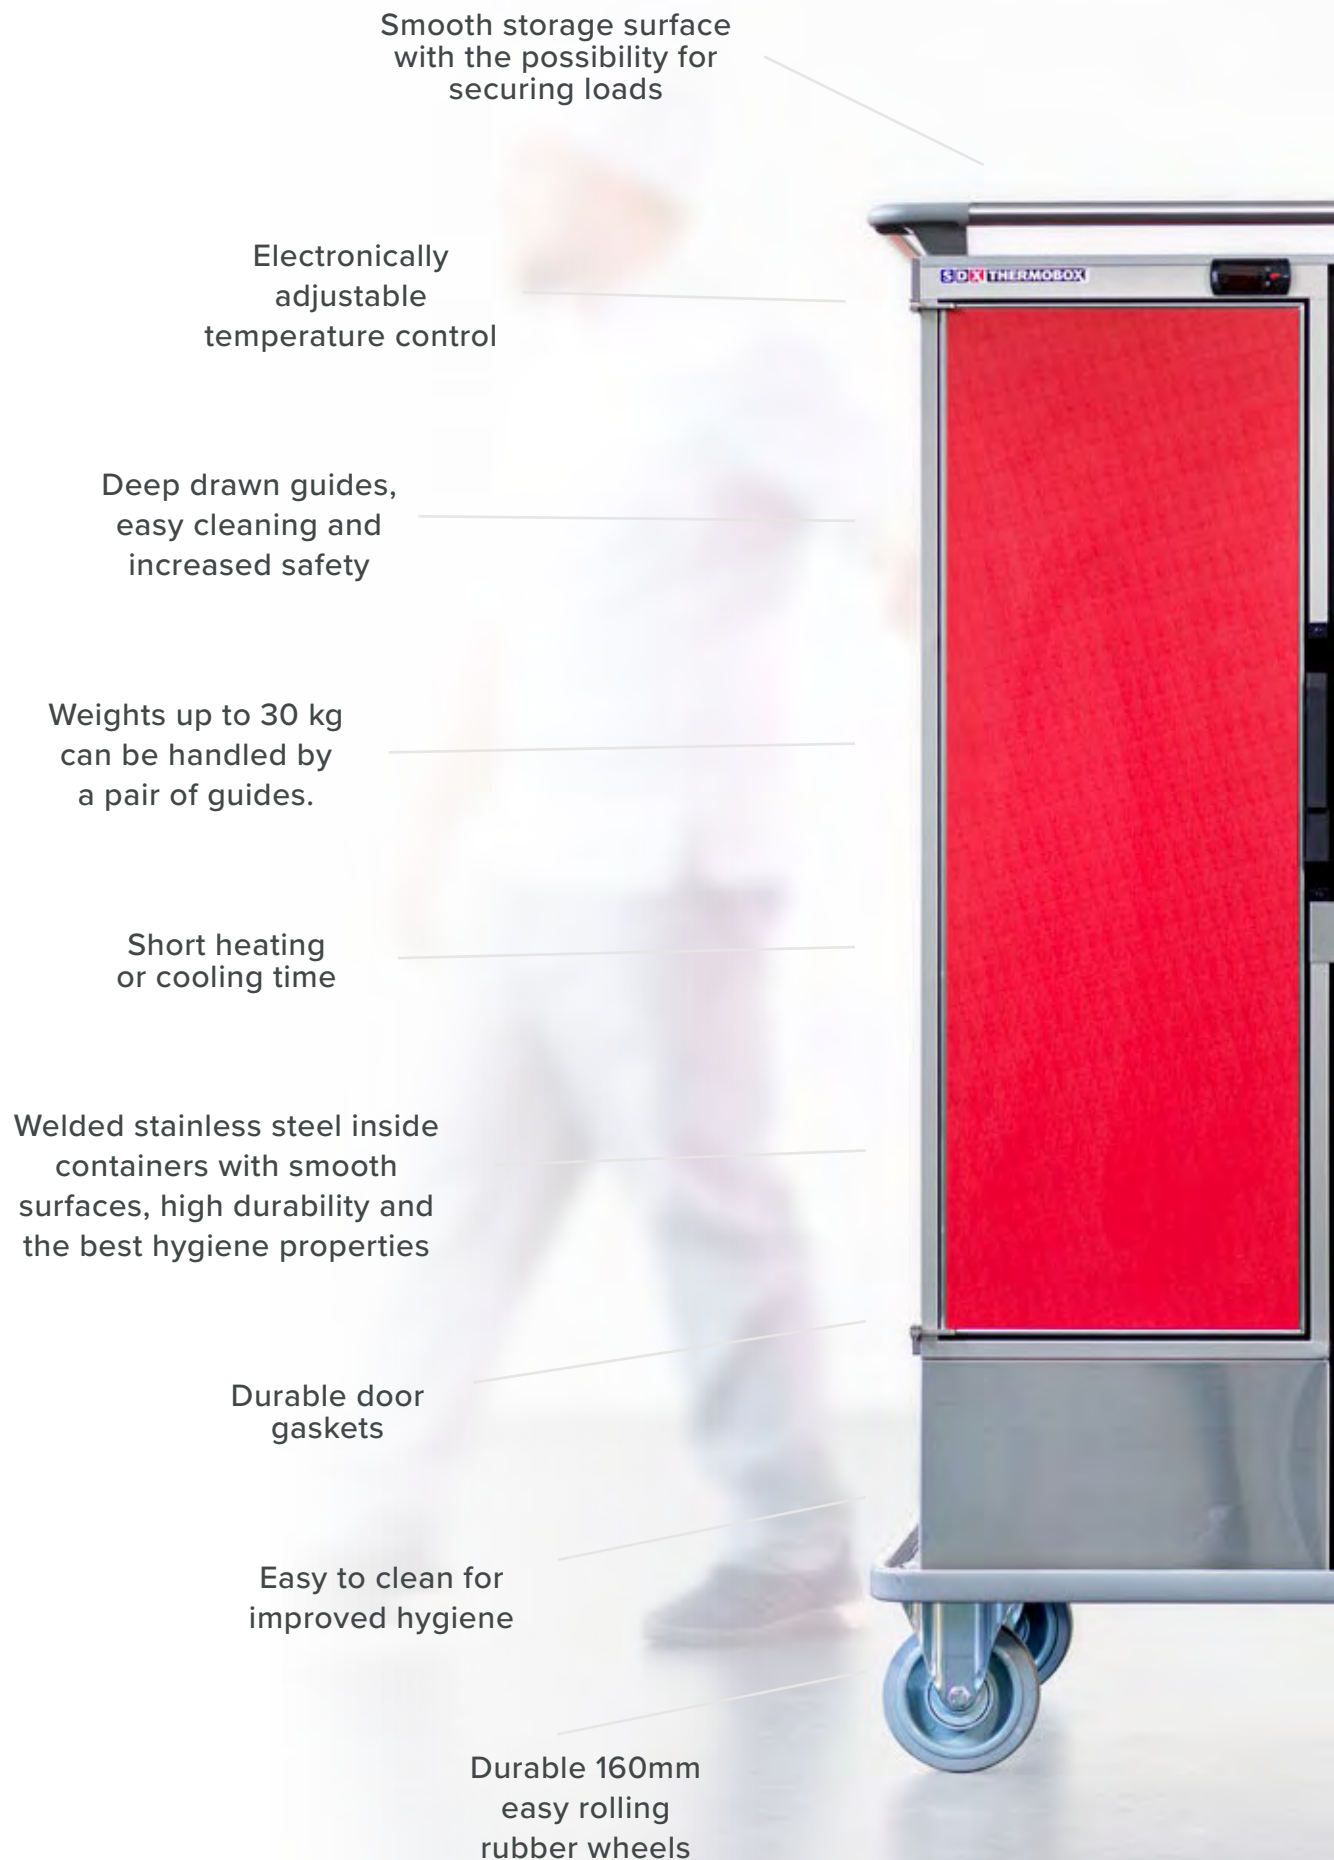 Smooth storage surface
with the possibility for
securing loads
Electronically
adjustable
temperature control
SDX THERMOBOX
Deep drawn guides,
easy cleaning and
increased safety
Weights up to 30 kg
can be handled by
a pair of guides.
Short heating
or cooling time
Welded stainless steel inside
containers with smooth
surfaces, high durability and
the best hygiene properties
Durable door
gaskets
Easy to clean for
improved hygiene
Durable 160mm
easy rolling
rubber wheels